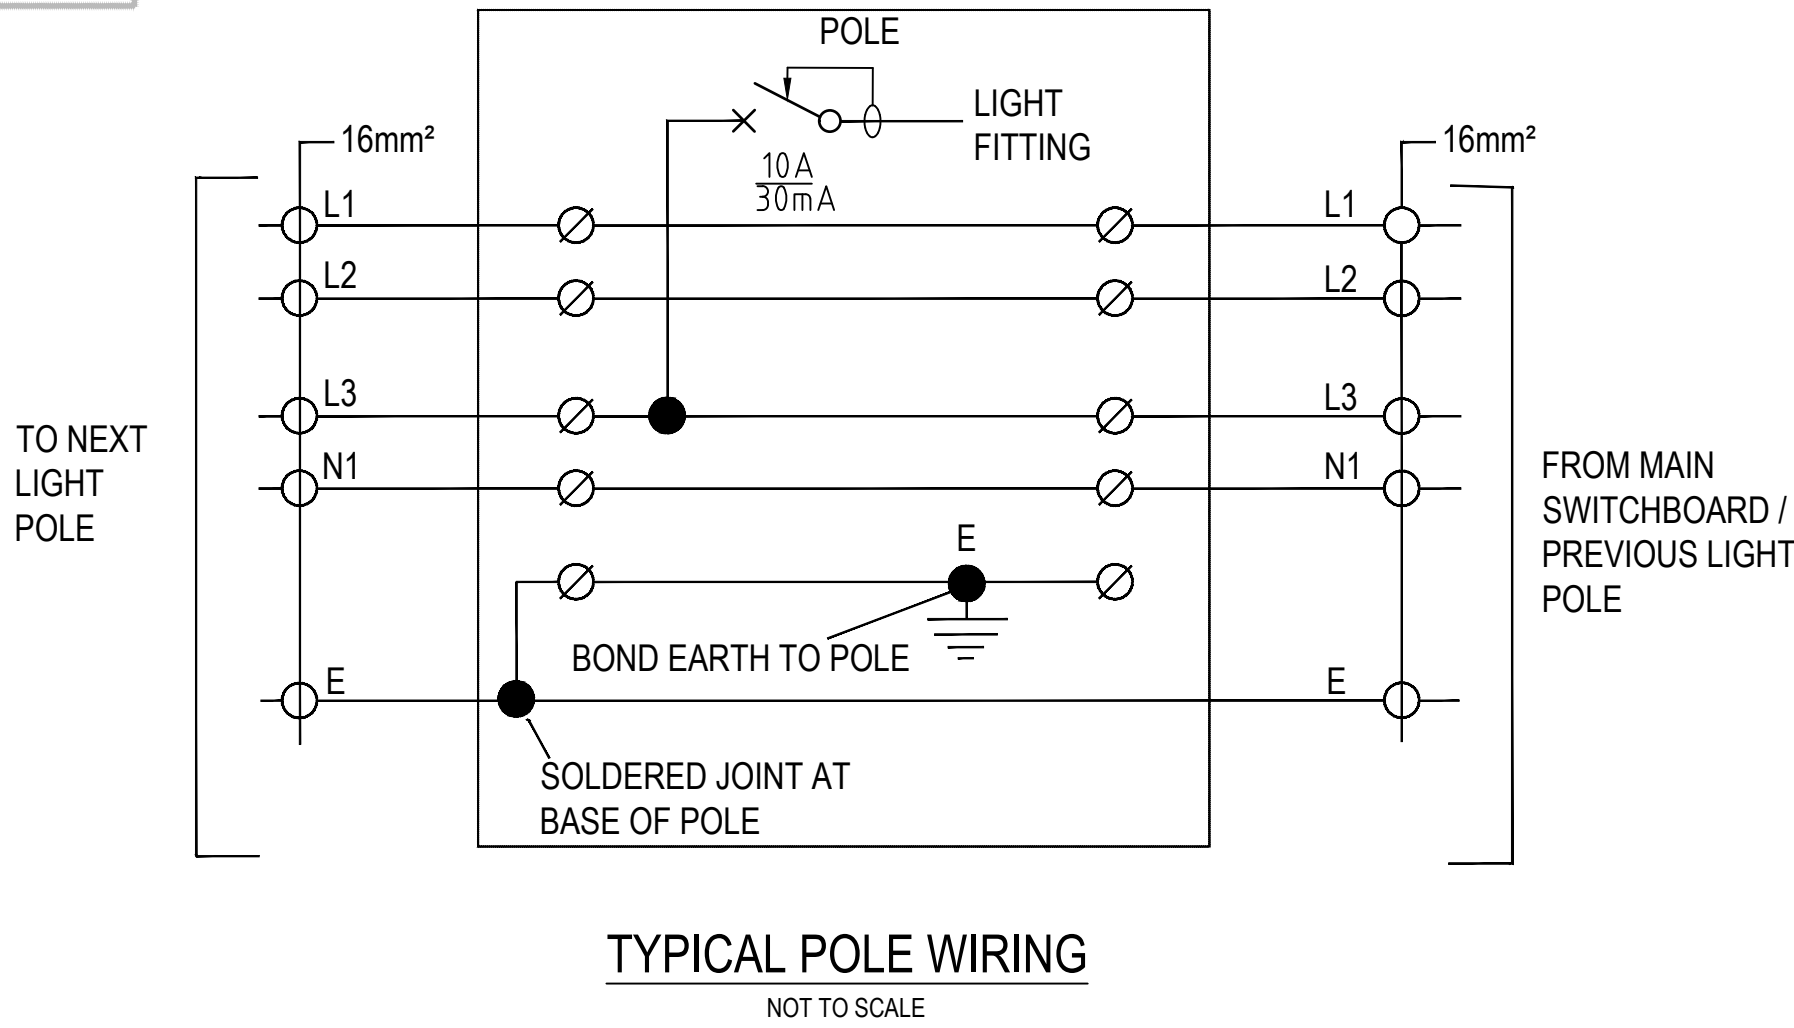 POLE
LIGHT
FITTING
10A
30mA
16mm²
16mm²
L1
L1
L2
L2
L3
L3
N1
N1
TO NEXT
LIGHT
POLE
FROM MAIN
SWITCHBOARD /
PREVIOUS LIGHT
POLE
E
BOND EARTH TO POLE
E
E
SOLDERED JOINT AT
BASE OF POLE
TYPICAL POLE WIRING
NOT TO SCALE